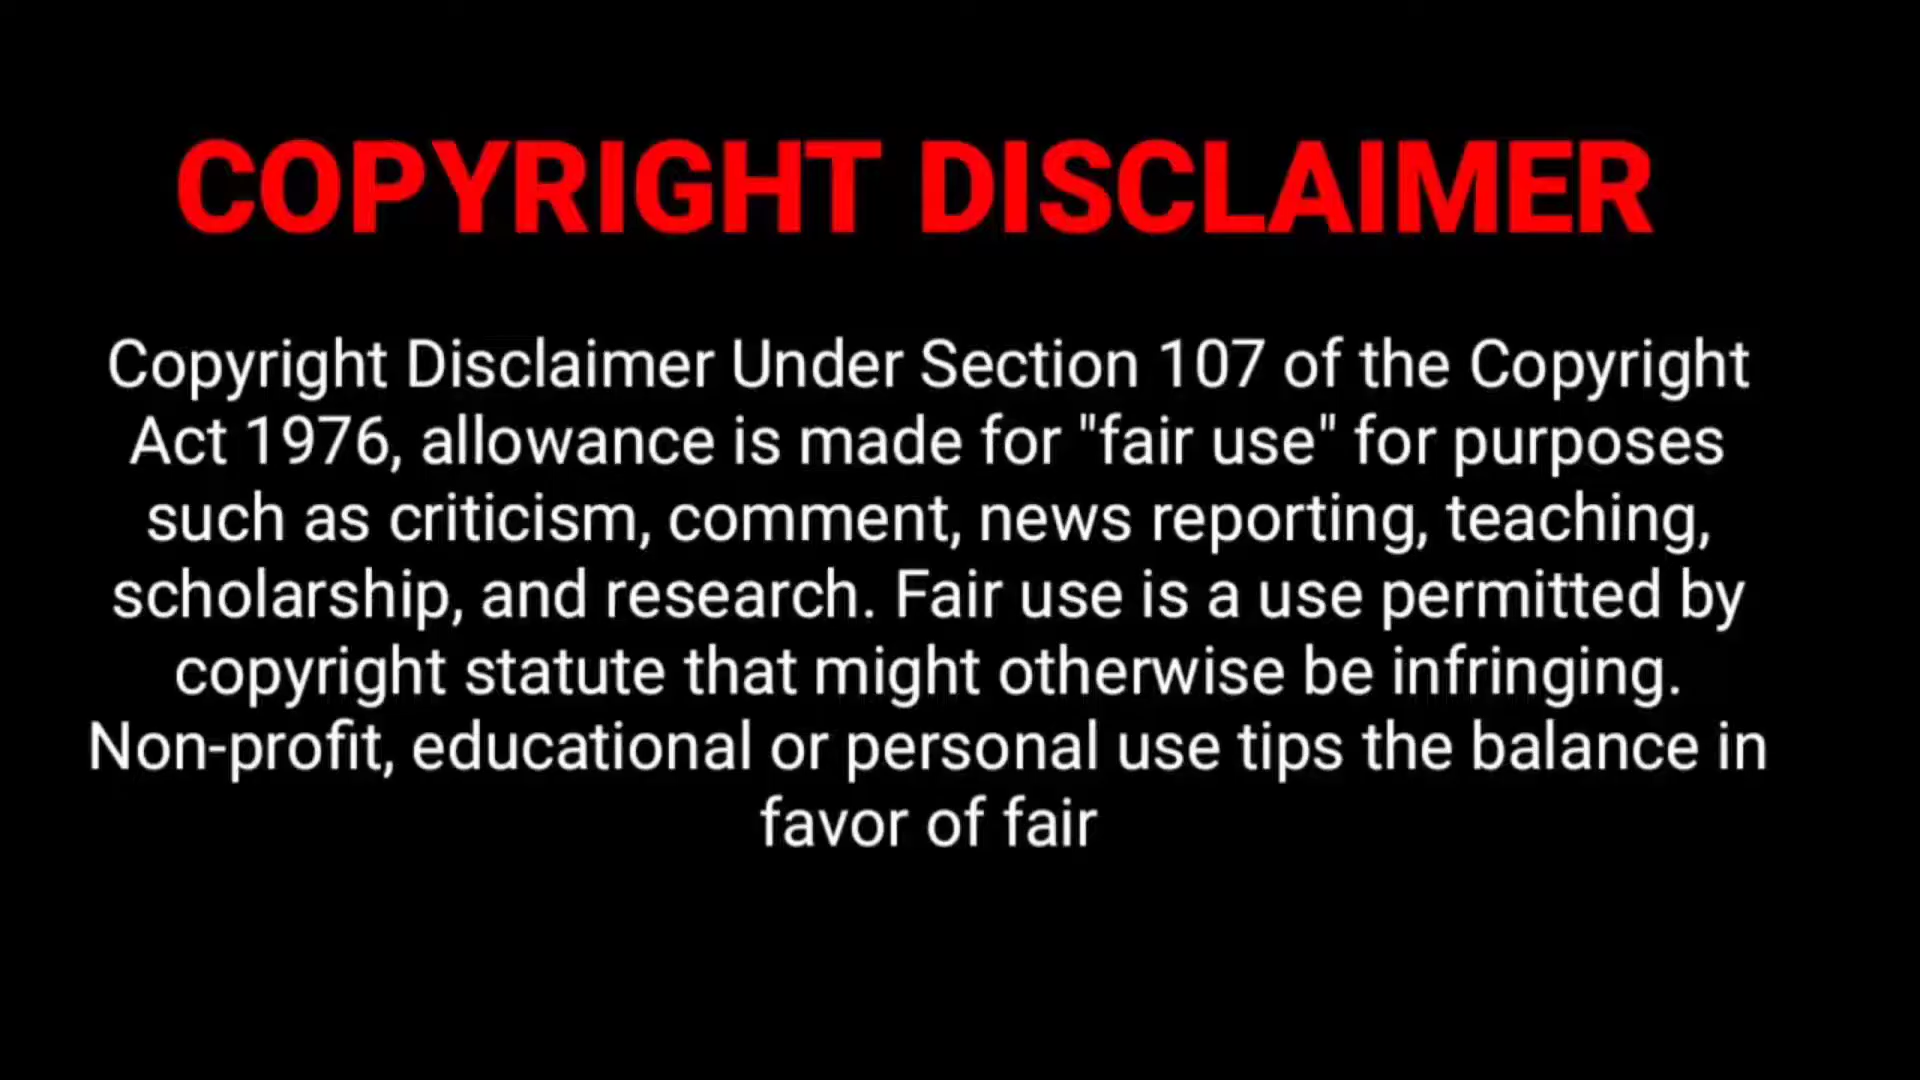 COPYRIGHT DISCLAIMER
Copyright Disclaimer Under Section 107 of the Copyright
Act 1976, allowance is made for "fair use" for purposes
such as criticism, comment, news reporting, teaching,
scholarship, and research. Fair use is a use permitted by
copyright statute that might otherwise be infringing.
Non-profit, educational or personal use tips the balance in
favor of fair